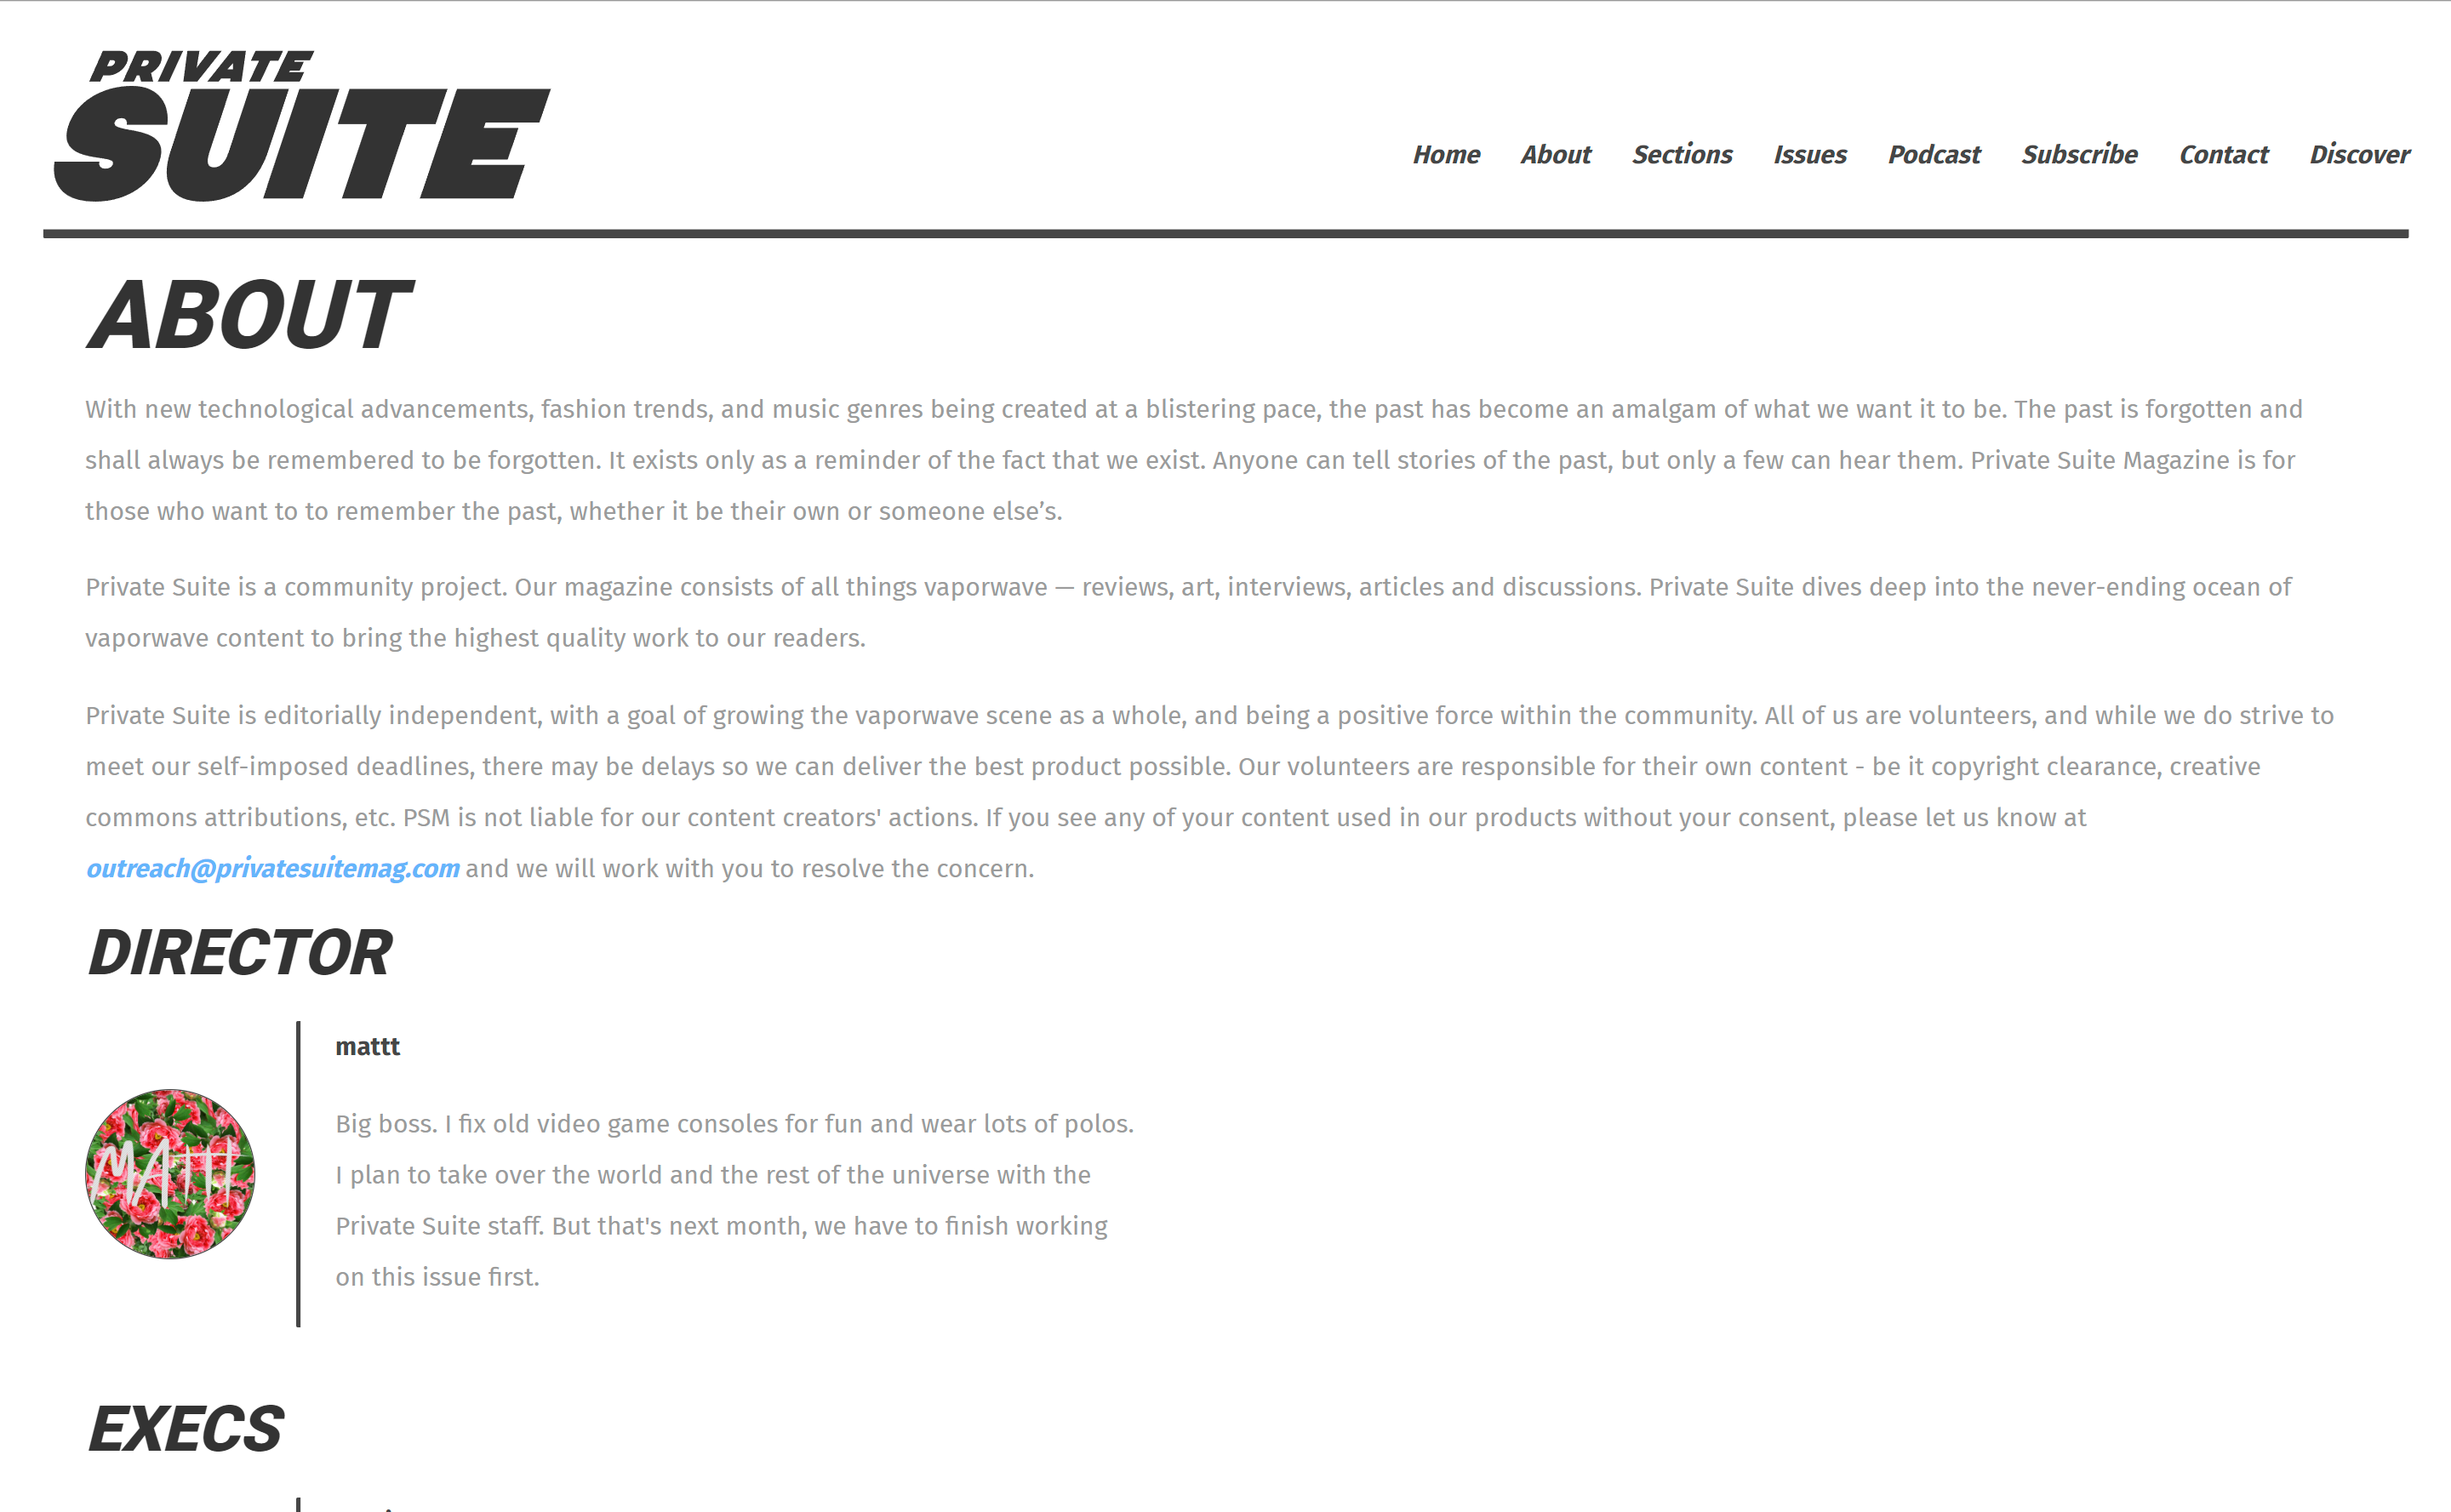 PRIVATE
SUITE
Home About Sections Issues Podcast Subscribe Contact Discover
ABOUT
With new technological advancements, fashion trends, and music genres being created at a blistering pace, the past has become an amalgam of what we want it to be. The past is forgotten and
shall always be remembered to be forgotten. It exists only as a reminder of the fact that we exist. Anyone can tell stories of the past, but only a few can hear them. Private Suite Magazine is for
those who want to to remember the past, whether it be their own or someone else’s.
Private Suite is a community project. Our magazine consists of all things vaporwave — reviews, art, interviews, articles and discussions. Private Suite dives deep into the never-ending ocean of
vaporwave content to bring the highest quality work to our readers.
Private Suite is editorially independent, with a goal of growing the vaporwave scene as a whole, and being a positive force within the community. All of us are volunteers, and while we do strive to
meet our self-imposed deadlines, there may be delays so we can deliver the best product possible. Our volunteers are responsible for their own content - be it copyright clearance, creative
commons attributions, etc. PSM is not liable for our content creators' actions. If you see any of your content used in our products without your consent, please let us know at
outreach@privatesuitemag.com and we will work with you to resolve the concern.
DIRECTOR
mattt
MATTT
Big boss. I fix old video game consoles for fun and wear lots of polos.
I plan to take over the world and the rest of the universe with the
Private Suite staff. But that's next month, we have to finish working
on this issue first.
EXECS